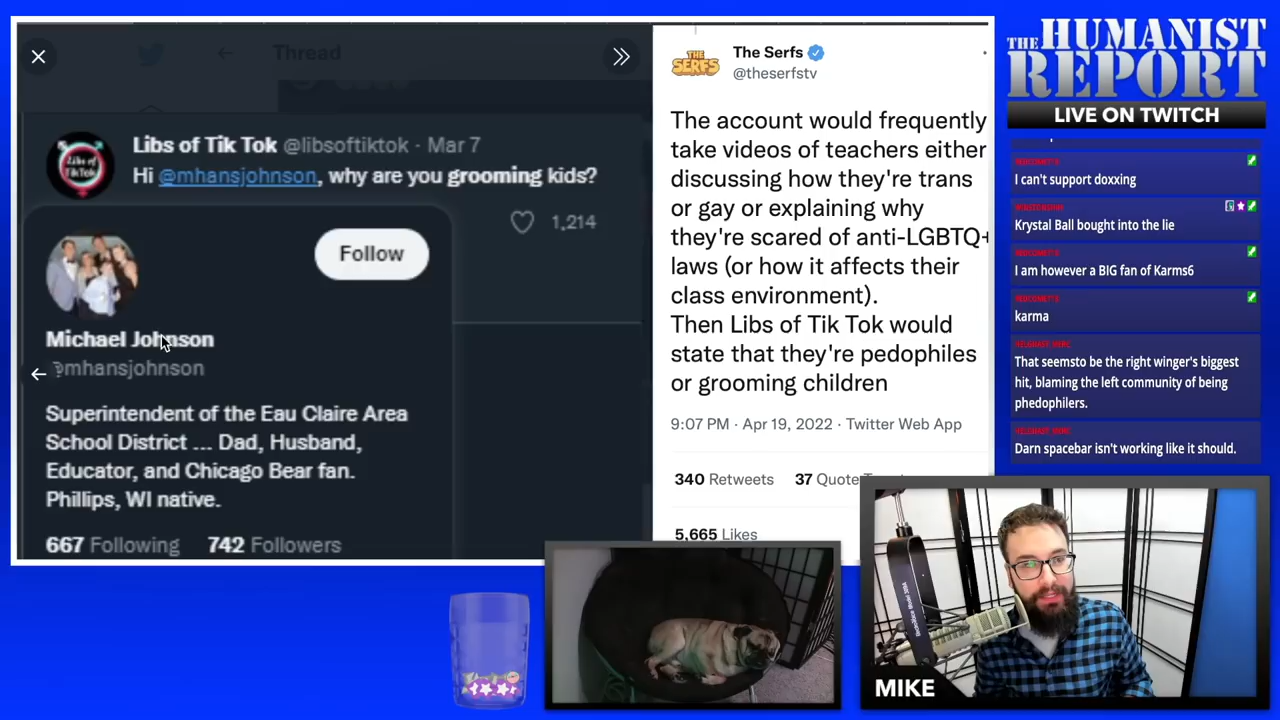 Thread
Libs of Tik Tok @libsoftiktok · Mar 7
Hi @mhansjohnson, why are you grooming kids?
1,214
Follow
Michael Johnson
@mhansjohnson
Superintendent of the Eau Claire Area
School District ... Dad, Husband,
Educator, and Chicago Bear fan.
Phillips, WI native.
667 Following 742 Followers
THE SERFS
The Serfs
@theserfstv
The account would frequently
take videos of teachers either
discussing how they're trans
or gay or explaining why
they're scared of anti-LGBTQ+
laws (or how it affects their
class environment).
Then Libs of Tik Tok would
state that they're pedophiles
or grooming children
9:07 PM · Apr 19, 2022 · Twitter Web App
340 Retweets 37 Quote
5,665 Likes
THE HUMANIST
REPORT
LIVE ON TWITCH
I can't support doxxing
Krystal Ball bought into the lie
I am however a BIG fan of Karms6
karma
That seemsto be the right winger's biggest
hit, blaming the left community of being
phedophilers.
Darn spacebar isn't working like it should.
MIKE